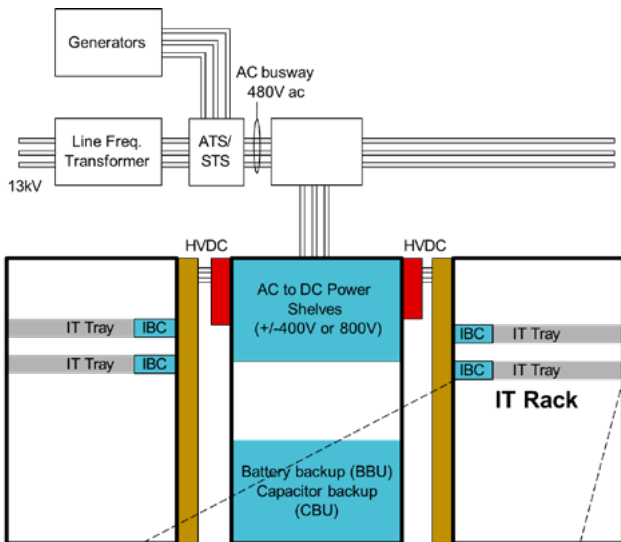 Generators
AC busway
480V ac
Line Freq.
Transformer
ATS/
STS
13kV
HVDC
HVDC
AC to DC Power
Shelves
(+/-400V or 800V)
IT Tray
IBC
IBC
IT Tray
IT Tray
IBC
IBC
IT Tray
IT Rack
Battery backup (BBU)
Capacitor backup
(CBU)